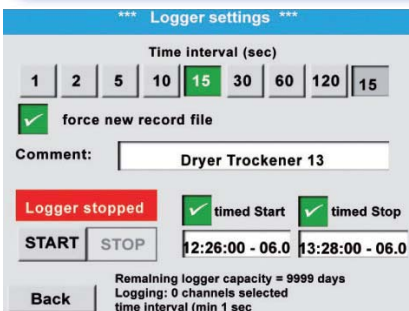 *** Logger settings ***
Time interval (sec)
1 2 5 10 15 30 60 120 15
force new record file
Comment: Dryer Trockener 13
Logger stopped timed Start timed Stop
START STOP 12:26:00 - 06.0 13:28:00 - 06.0
Remaining logger capacity = 9999 days
Back Logging: 0 channels selected
time interval (min 1 sec